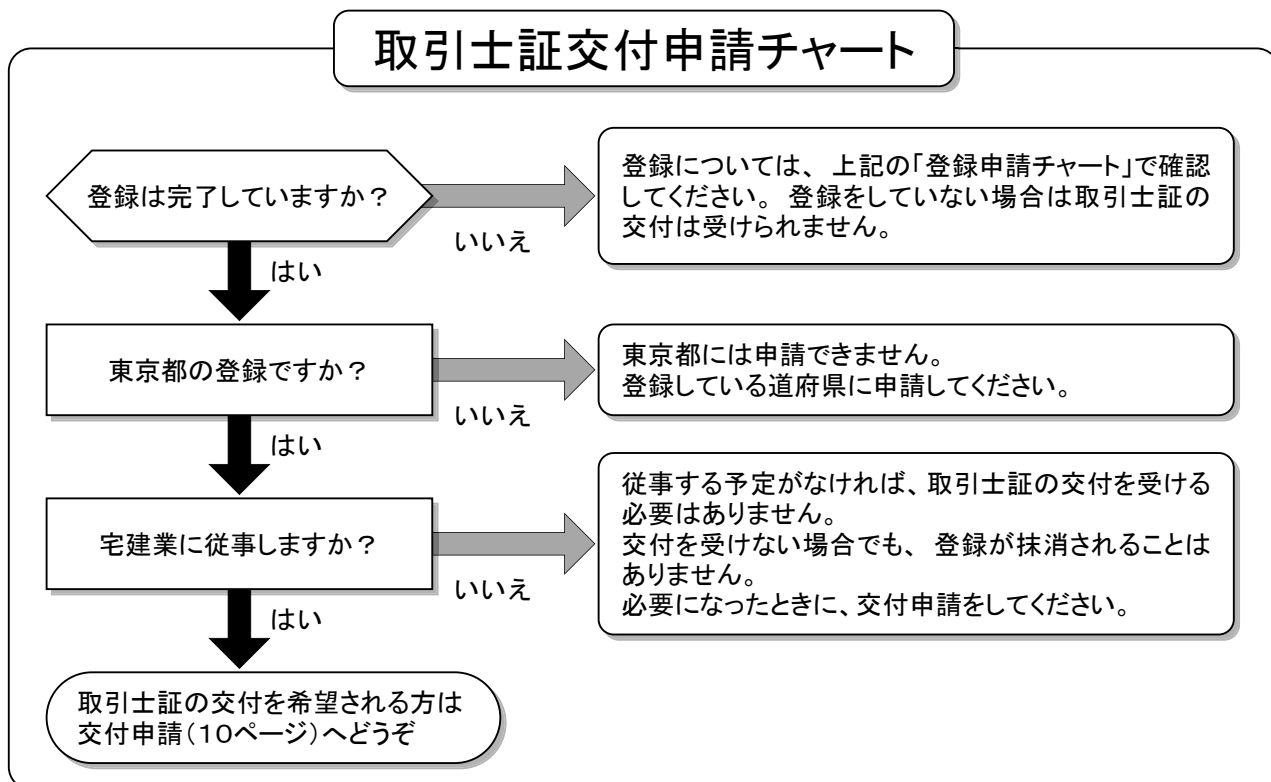 取引士証交付申請チャート
登録は完了していますか？
いいえ
登録については、上記の「登録申請チャート」で確認
してください。登録をしていない場合は取引士証の
交付は受けられません。
はい
東京都の登録ですか？
いいえ
東京都には申請できません。
登録している道府県に申請してください。
はい
宅建業に従事しますか？
いいえ
従事する予定がなければ、取引士証の交付を受ける
必要はありません。
交付を受けない場合でも、登録が抹消されることは
ありません。
必要になったときに、交付申請をしてください。
はい
取引士証の交付を希望される方は
交付申請（１０ページ）へどうぞ